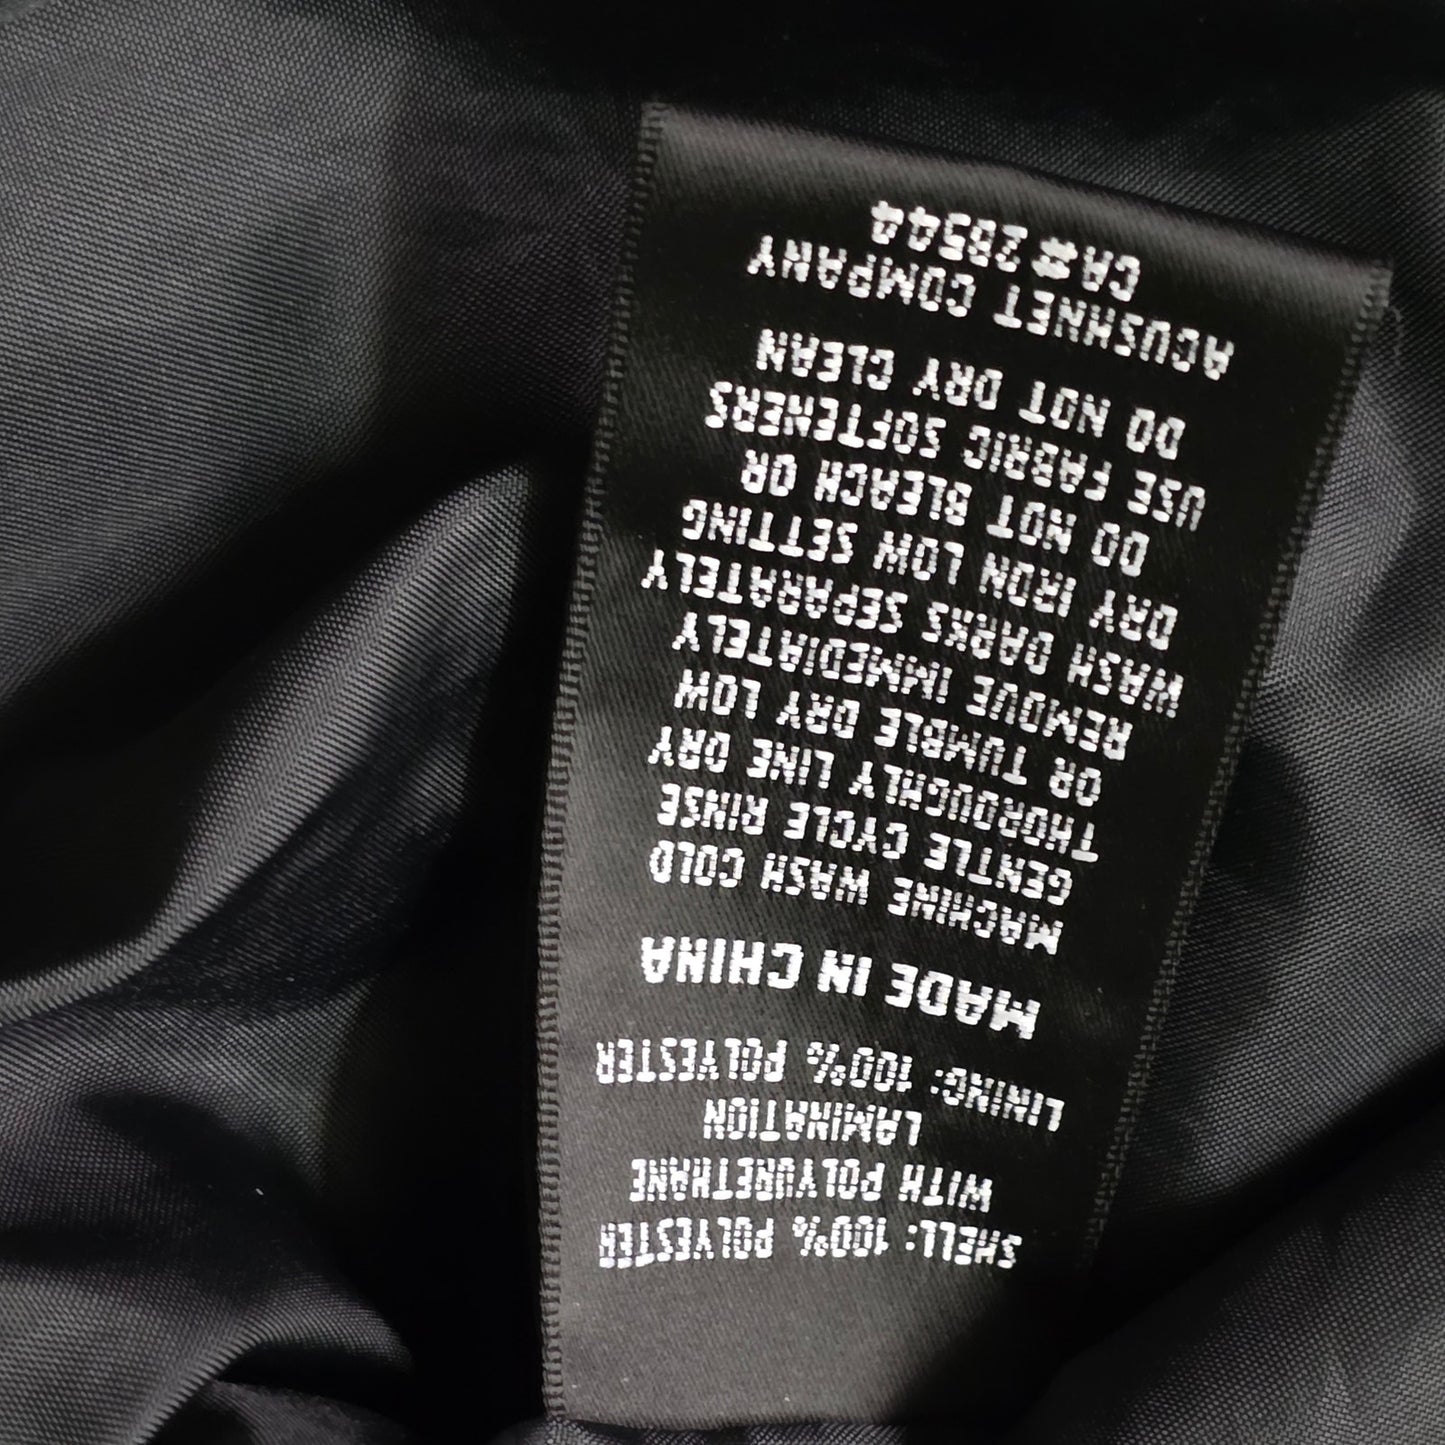 SHELL: 100% POLYESTER
WITH POLYURETHANE
LAMINATION
LINING: 100% POLYESTER
MADE IN CHINA
MACHINE WASH COLD
GENTLE CYCLE RINSE
THOROUGHLY LINE DRY
OR TUMBLE DRY LOW
REMOVE IMMEDIATELY
WASH DARKS SEPARATELY
DRY IRON LOW SETTING
DO NOT BLEACH OR
USE FABRIC SOFTENERS
DO NOT DRY CLEAN
ACUSHNET COMPANY
CA# 28544